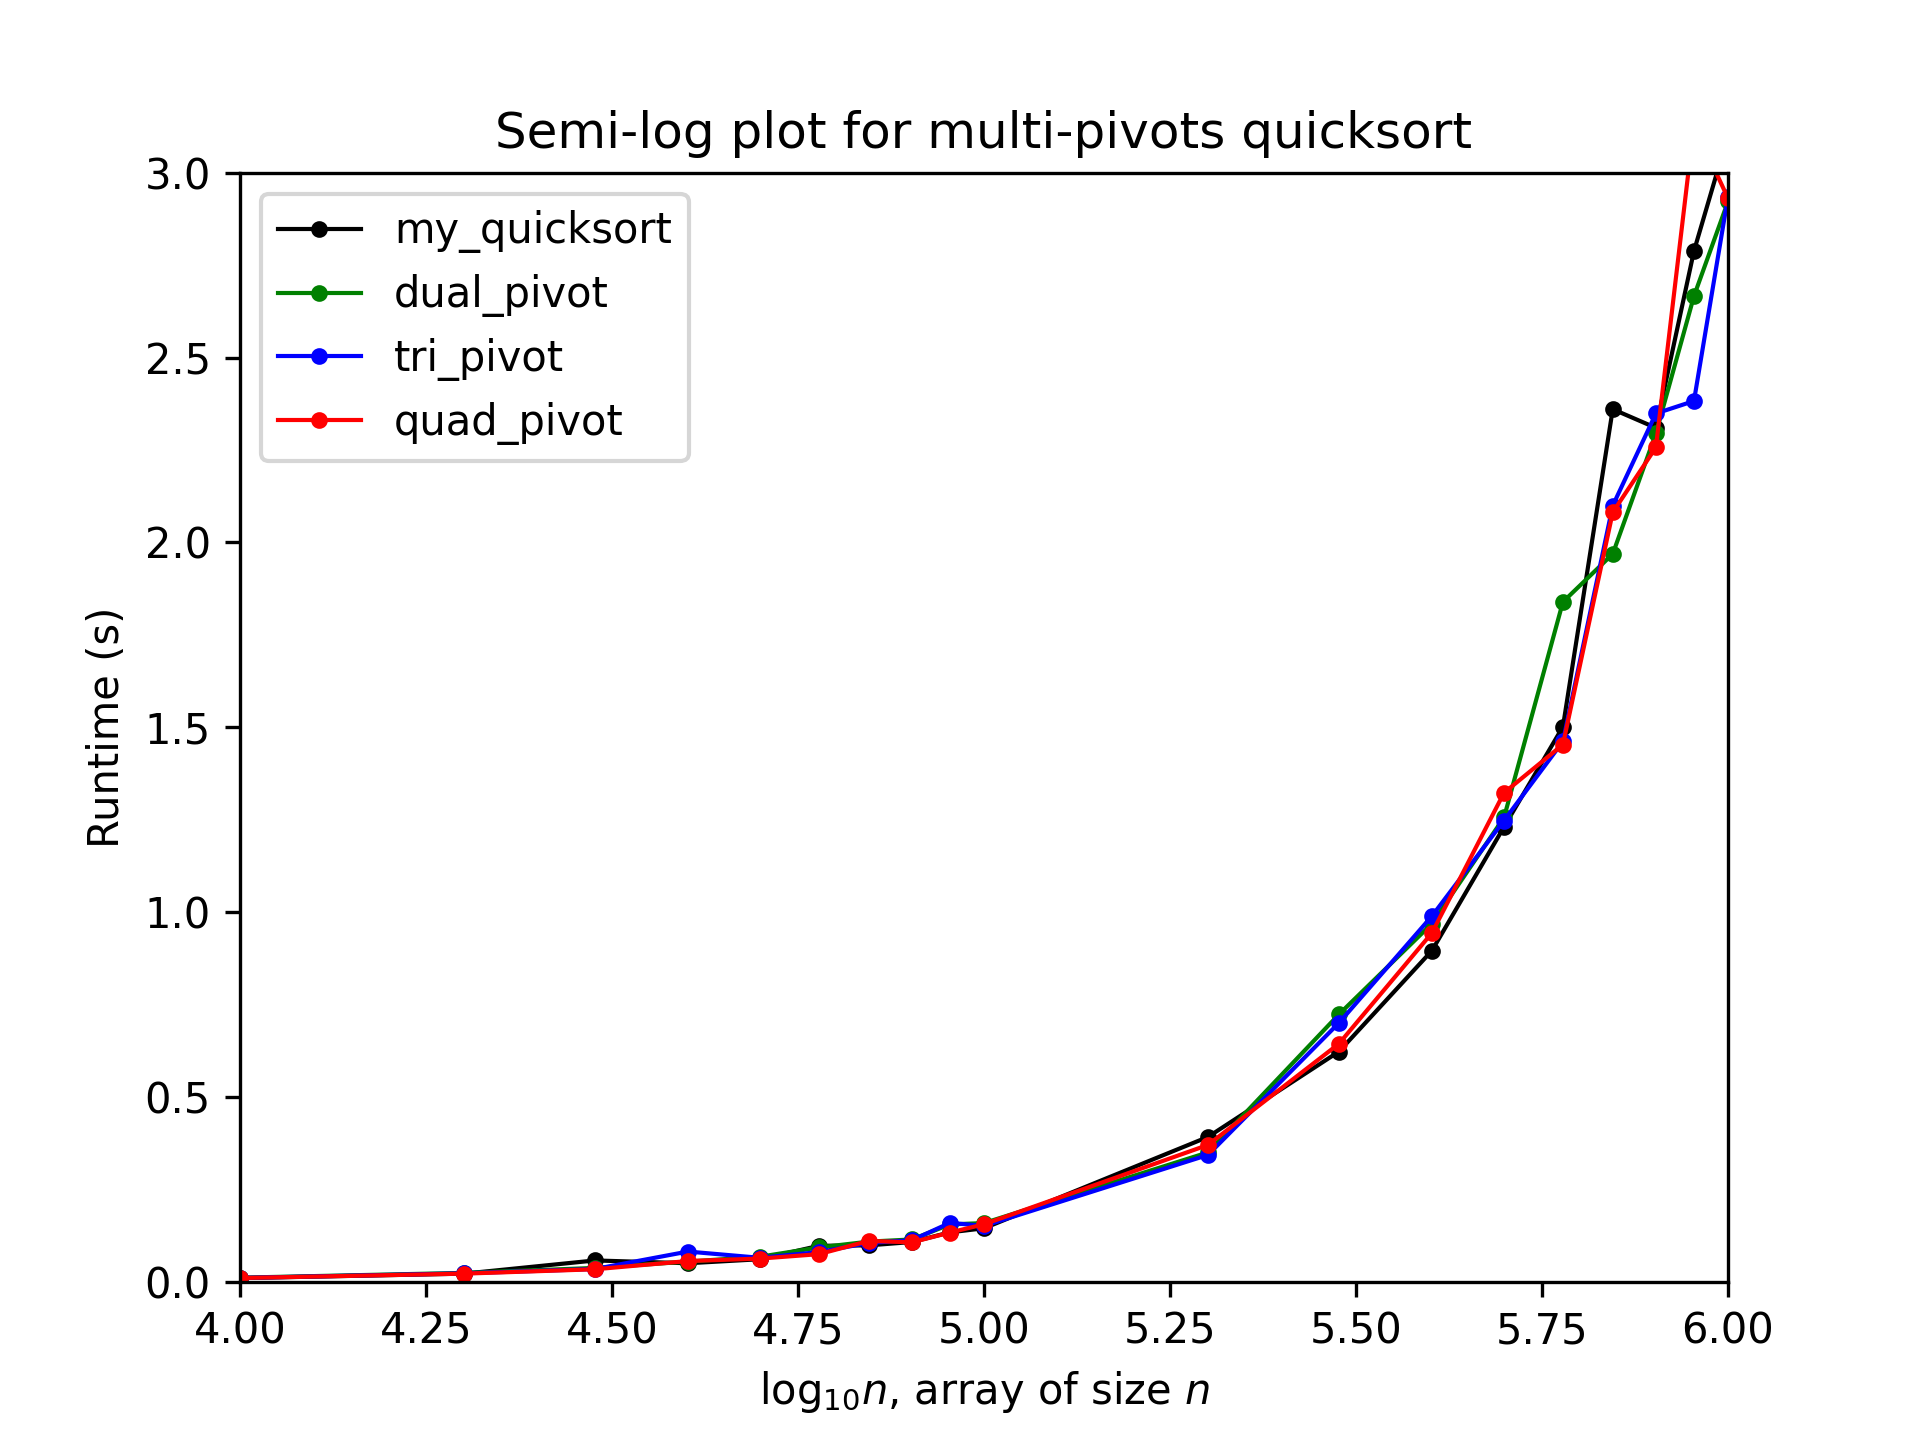 Semi-log plot for multi-pivots quicksort
3.0
2.5
2.0
1.5
1.0
0.5
0.0
my_quicksort
dual_pivot
tri_pivot
quad_pivot
Runtime (s)
4.00 4.25 4.50 4.75 5.00 5.25 5.50 5.75 6.00
log₁₀n, array of size n